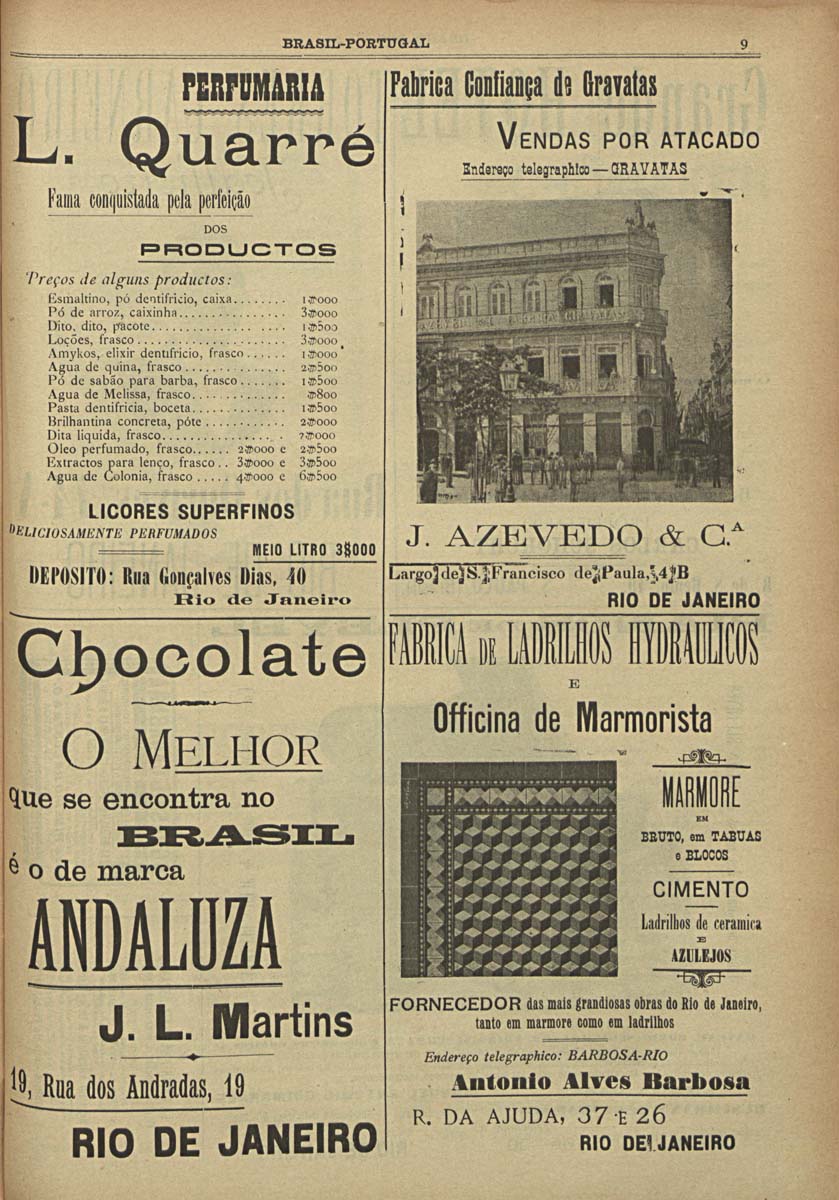 BRASIL-PORTUGAL 9
PERFUMARIA
L. Quarré
Fama conquistada pela perfeição
DOS
PRODUCTOS
Preços de alguns productos:
Esmaltino, pó dentifricio, caixa........ 1$000
Pó de arroz, caixinha................ 3$000
Dito, dito, pacote.................... 1$500
Loções, frasco...................... 3$000
Amykos, elixir dentifricio, frasco...... 1$000
Agua de quina, frasco............... 2$500
Pó de sabão para barba, frasco....... 1$500
Agua de Melissa, frasco.............. $800
Pasta dentifricia, boceta.............. 1$500
Brilhantina concreta, póte............ 2$000
Dita liquida, frasco.................. $000
Oleo perfumado, frasco...... 2$000 e 2$500
Extractos para lenço, frasco.. 3$000 e 3$500
Agua de Colonia, frasco..... 4$000 e 6$500
LICORES SUPERFINOS
DELICIOSAMENTE PERFUMADOS
MEIO LITRO 3$000
DEPOSITO: Rua Gonçalves Dias, 40
Rio de Janeiro
Chocolate
O MELHOR
que se encontra no
BRASIL
é o de marca
ANDALUZA
J. L. Martins
19, Rua dos Andradas, 19
RIO DE JANEIRO
Fabrica Confiança de Gravatas
VENDAS POR ATACADO
Endereço telegraphico — GRAVATAS
J. AZEVEDO & C.A
Largo de S. Francisco de Paula, 4 B
RIO DE JANEIRO
FABRICA DE LADRILHOS HYDRAULICOS
E
Officina de Marmorista
MARMORE
EM
BRUTO, em TABUAS
e BLOCOS
CIMENTO
Ladrilhos de ceramica
E
AZULEJOS
FORNECEDOR das mais grandiosas obras do Rio de Janeiro,
tanto em marmore como em ladrilhos
Endereço telegraphico: BARBOSA-RIO
Antonio Alves Barbosa
R. DA AJUDA, 37 E 26
RIO DE JANEIRO